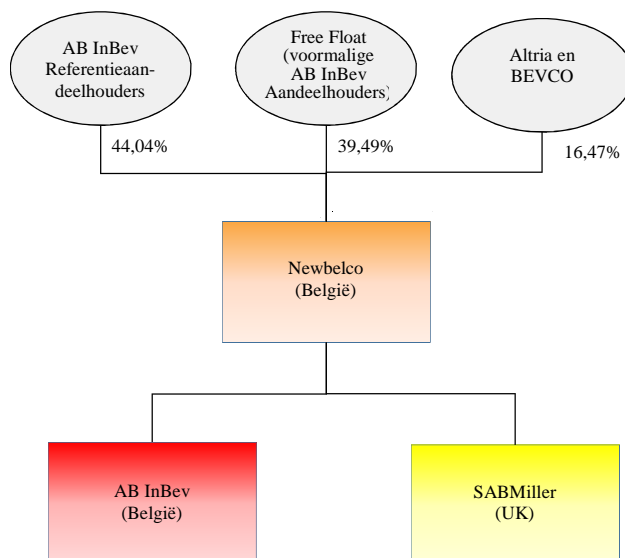 AB InBev
Referentieaan-
deelhouders
Free Float
(voormalige
AB InBev
Aandeelhouders)
Altria en
BEVCO
44,04%
39,49%
16,47%
Newbelco
(België)
AB InBev
(België)
SABMiller
(UK)